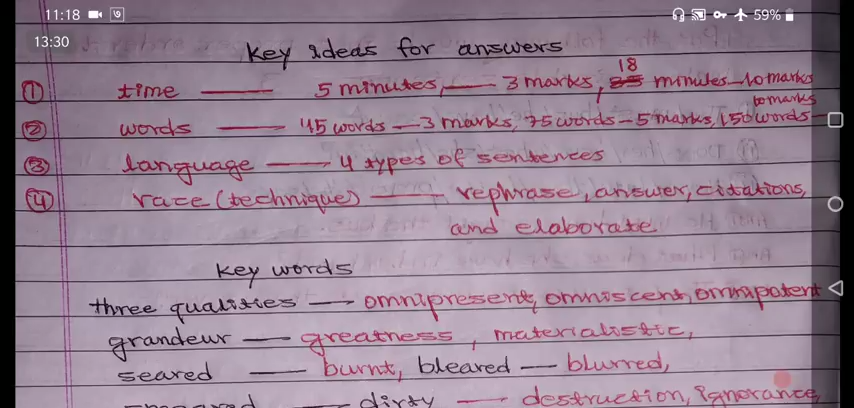 11:18
59%
13:30
Key ideas for answers
① time — 5 minutes, — 3 marks, 18 minutes — 10 marks
② words — 45 words — 3 marks, 75 words — 5 marks, 150 words — 10 marks
③ language — 4 types of sentences
④ race (technique) — rephrase, answer, citations,
and elaborate
Key words
three qualities — omnipresent, omniscent, omnipotent
grandeur — greatness, materialistic,
seared — burnt, bleared — blurred,
— dirty — destruction, ignorance,